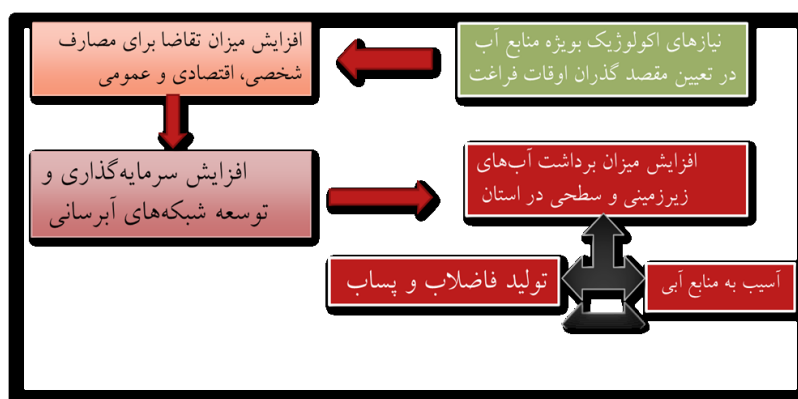 نیازهای اکولوژیک بویژه منابع آب
در تعیین مقصد گذران اوقات فراغت
افزایش میزان تقاضا برای مصارف
شخصی، اقتصادی و عمومی
افزایش سرمایه‌گذاری و
توسعه شبکه‌های آبرسانی
افزایش میزان برداشت آب‌های
زیرزمینی و سطحی در استان
آسیب به منابع آبی
تولید فاضلاب و پساب